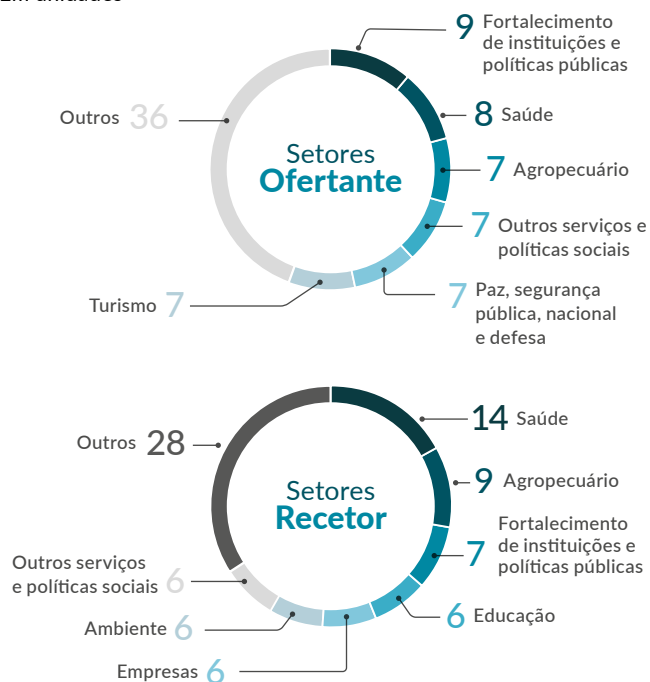 Em unidades
9 Fortalecimento
de instituições e
políticas públicas
8 Saúde
Outros 36
Setores
Ofertante
7 Agropecuário
7 Outros serviços e
políticas sociais
7 Paz, segurança
pública, nacional
e defesa
Turismo 7
14 Saúde
Outros 28
Setores
Recetor
9 Agropecuário
7 Fortalecimento
de instituições e
políticas públicas
Outros serviços
e políticas sociais 6
6 Educação
Ambiente 6
Empresas 6